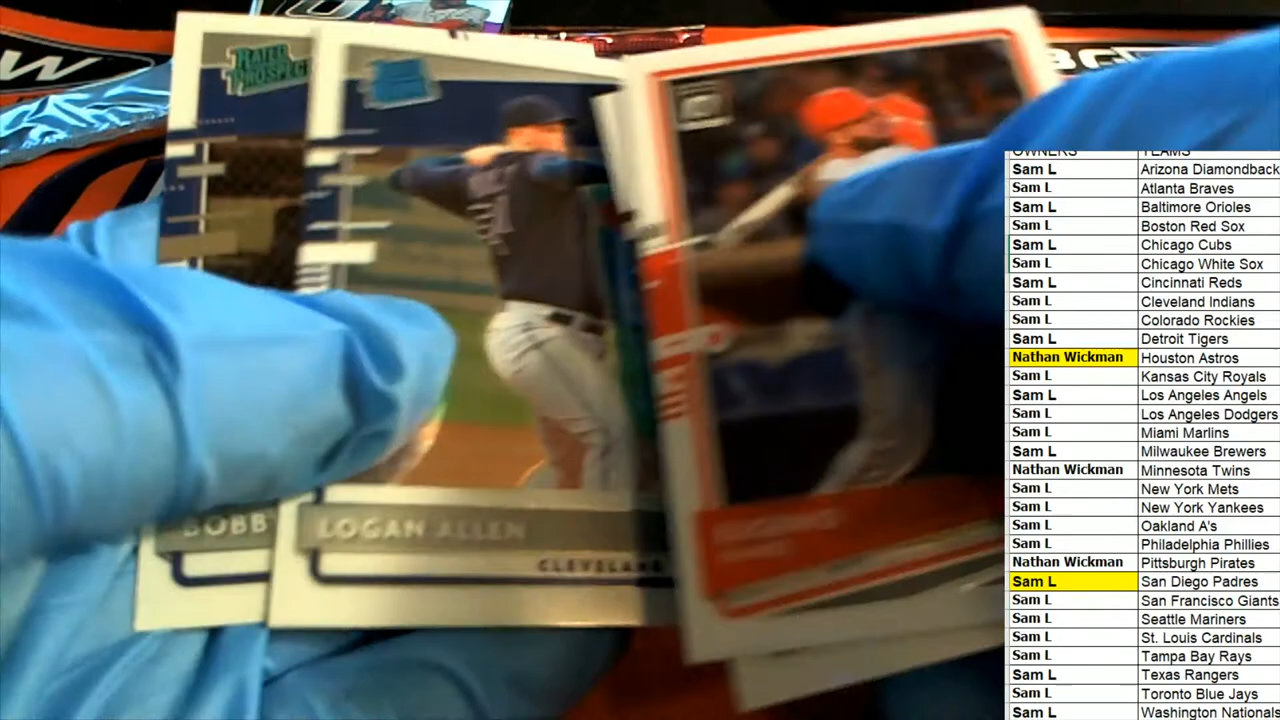 RATED
PROSPECT
BOBBY
LOGAN ALLEN
CLEVELAND
OWNERS TEAMS
Sam L Arizona Diamondback
Sam L Atlanta Braves
Sam L Baltimore Orioles
Sam L Boston Red Sox
Sam L Chicago Cubs
Sam L Chicago White Sox
Sam L Cincinnati Reds
Sam L Cleveland Indians
Sam L Colorado Rockies
Sam L Detroit Tigers
Nathan Wickman Houston Astros
Sam L Kansas City Royals
Sam L Los Angeles Angels
Sam L Los Angeles Dodgers
Sam L Miami Marlins
Sam L Milwaukee Brewers
Nathan Wickman Minnesota Twins
Sam L New York Mets
Sam L New York Yankees
Sam L Oakland A's
Sam L Philadelphia Phillies
Nathan Wickman Pittsburgh Pirates
Sam L San Diego Padres
Sam L San Francisco Giants
Sam L Seattle Mariners
Sam L St. Louis Cardinals
Sam L Tampa Bay Rays
Sam L Texas Rangers
Sam L Toronto Blue Jays
Sam L Washington Nationals